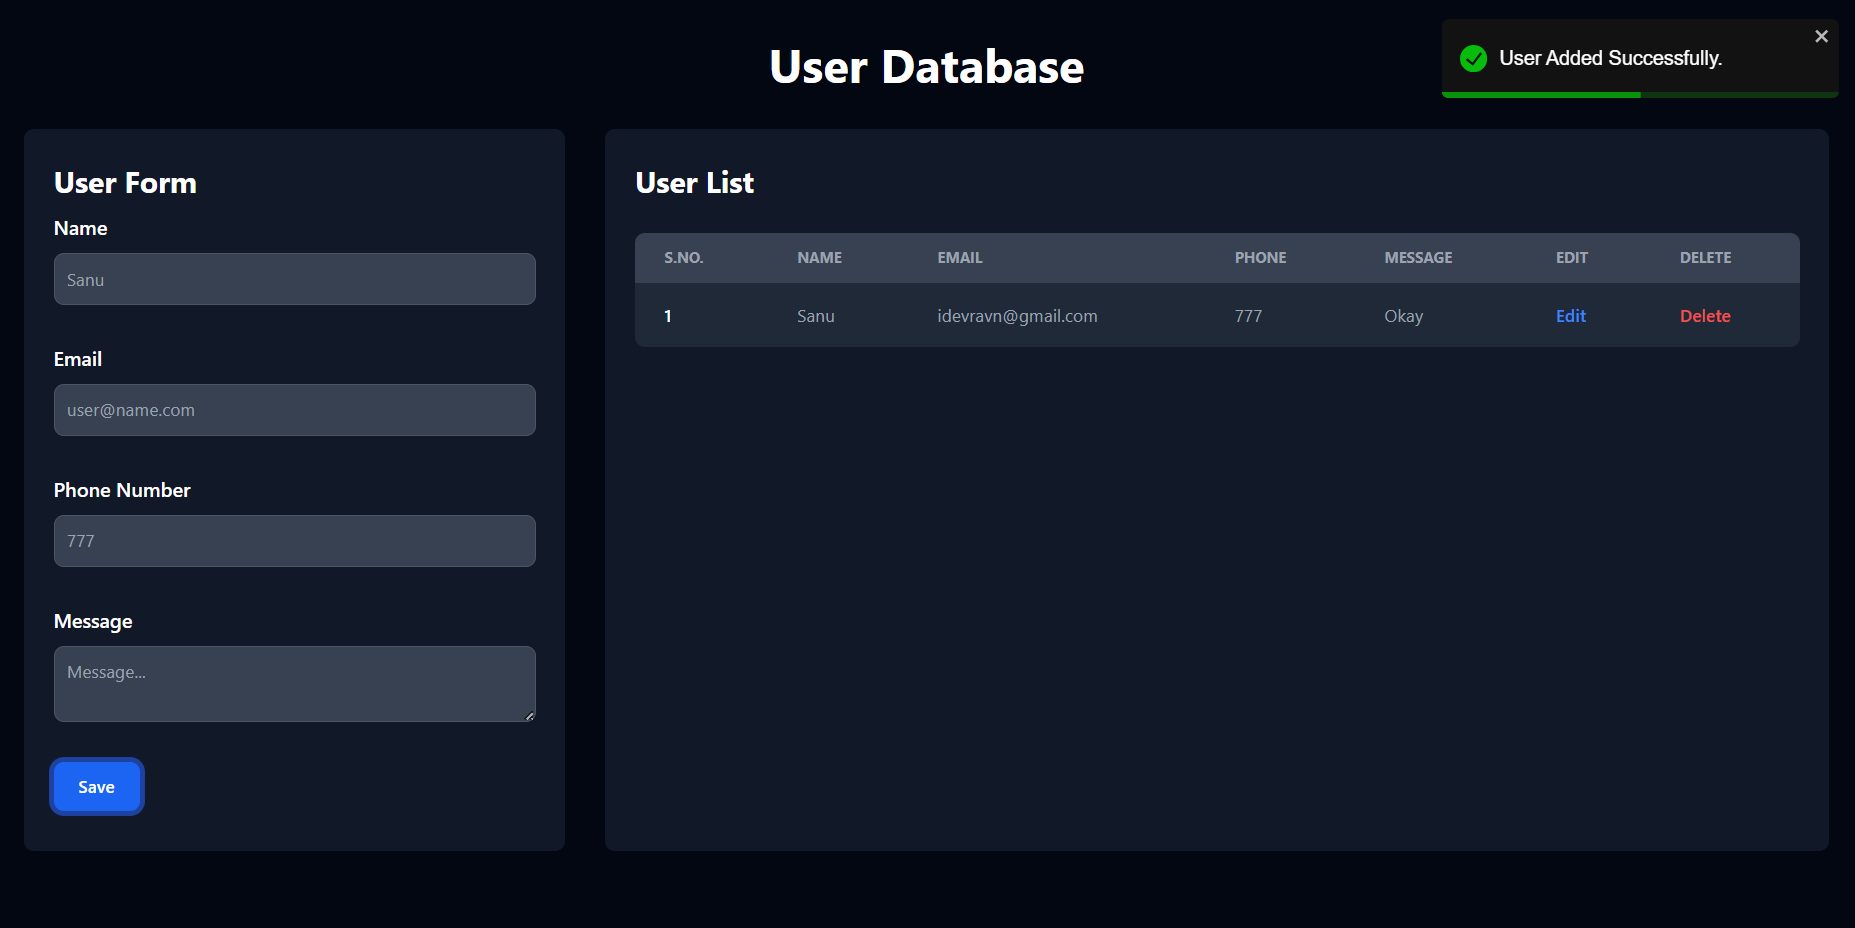 User Database
User Added Successfully.
User Form
Name
Sanu
Email
user@name.com
Phone Number
777
Message
Message...
Save
User List
S.NO. NAME EMAIL PHONE MESSAGE EDIT DELETE
1 Sanu idevravn@gmail.com 777 Okay Edit Delete